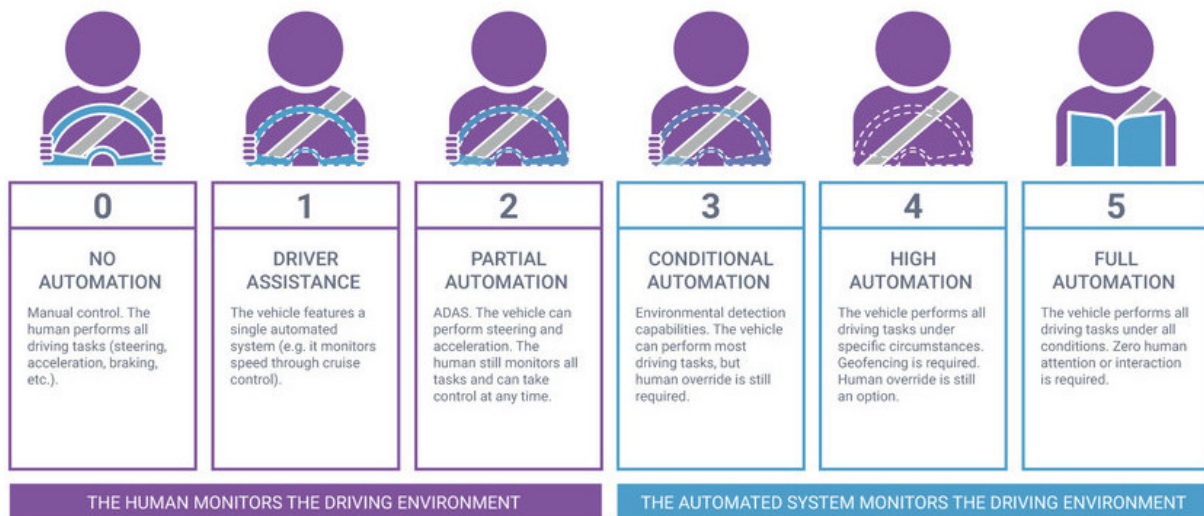 0
NO
AUTOMATION
Manual control. The
human performs all
driving tasks (steering,
acceleration, braking,
etc.).
1
DRIVER
ASSISTANCE
The vehicle features a
single automated
system (e.g. it monitors
speed through cruise
control).
2
PARTIAL
AUTOMATION
ADAS. The vehicle can
perform steering and
acceleration. The
human still monitors all
tasks and can take
control at any time.
3
CONDITIONAL
AUTOMATION
Environmental detection
capabilities. The vehicle
can perform most
driving tasks, but
human override is still
required.
4
HIGH
AUTOMATION
The vehicle performs all
driving tasks under
specific circumstances.
Geofencing is required.
Human override is still
an option.
5
FULL
AUTOMATION
The vehicle performs all
driving tasks under all
conditions. Zero human
attention or interaction
is required.
THE HUMAN MONITORS THE DRIVING ENVIRONMENT
THE AUTOMATED SYSTEM MONITORS THE DRIVING ENVIRONMENT